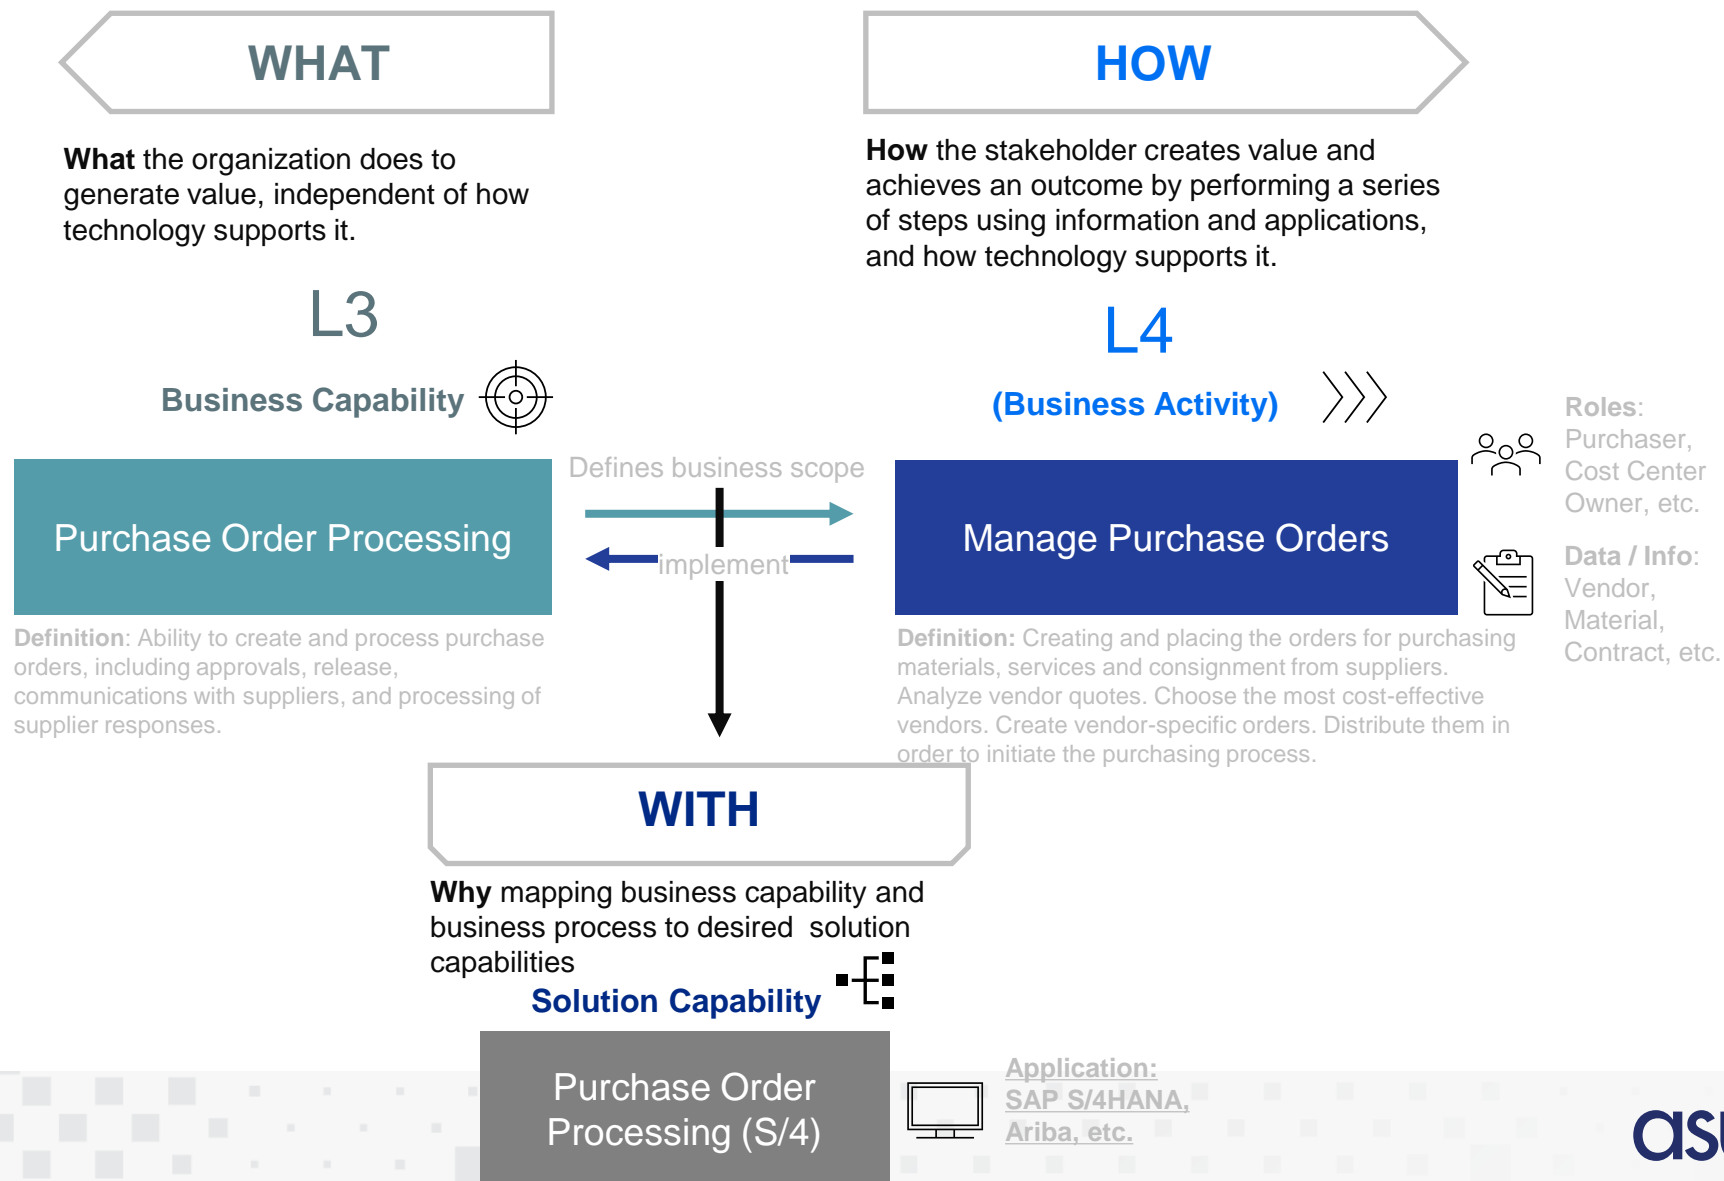 WHAT
HOW
What the organization does to
generate value, independent of how
technology supports it.
How the stakeholder creates value and
achieves an outcome by performing a series
of steps using information and applications,
and how technology supports it.
L3
L4
Business Capability
(Business Activity)
Purchase Order Processing
Defines business scope
implement
Manage Purchase Orders
Roles:
Purchaser,
Cost Center
Owner, etc.
Data / Info:
Vendor,
Material,
Contract, etc.
Definition: Ability to create and process purchase
orders, including approvals, release,
communications with suppliers, and processing of
supplier responses.
Definition: Creating and placing the orders for purchasing
materials, services and consignment from suppliers.
Analyze vendor quotes. Choose the most cost-effective
vendors. Create vendor-specific orders. Distribute them in
order to initiate the purchasing process.
WITH
Why mapping business capability and
business process to desired  solution
capabilities
Solution Capability
Purchase Order
Processing (S/4)
Application:
SAP S/4HANA,
Ariba, etc.